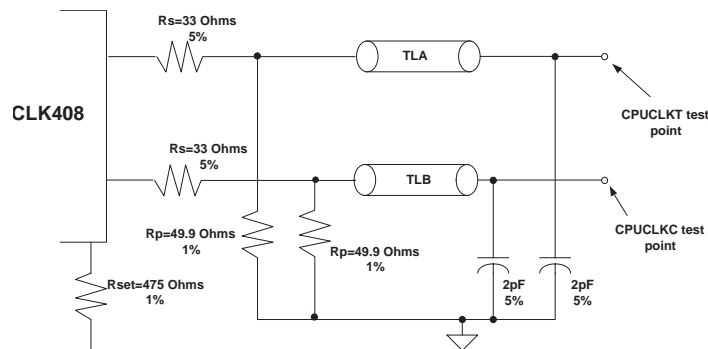 Rs=33 Ohms
5%
TLA
CLK408
CPUCLKT test
point
Rs=33 Ohms
5%
TLB
CPUCLKC test
point
Rp=49.9 Ohms
1%
Rp=49.9 Ohms
1%
Rset=475 Ohms
1%
2pF
5%
2pF
5%